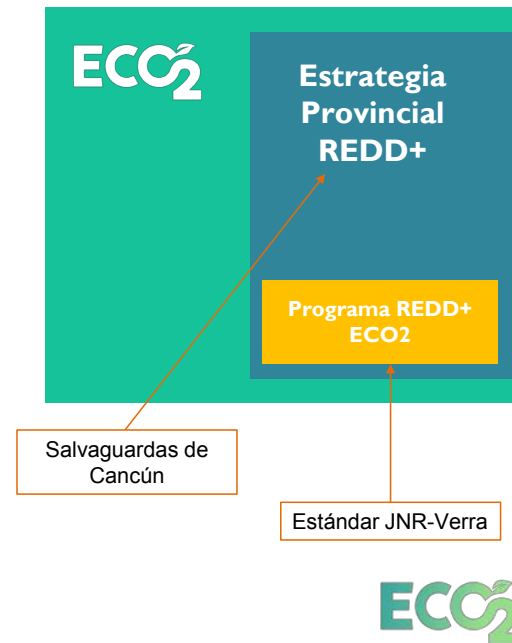 ECO2
Estrategia
Provincial
REDD+
Programa REDD+
ECO2
Salvaguardas de
Cancún
Estándar JNR-Verra
ECO2